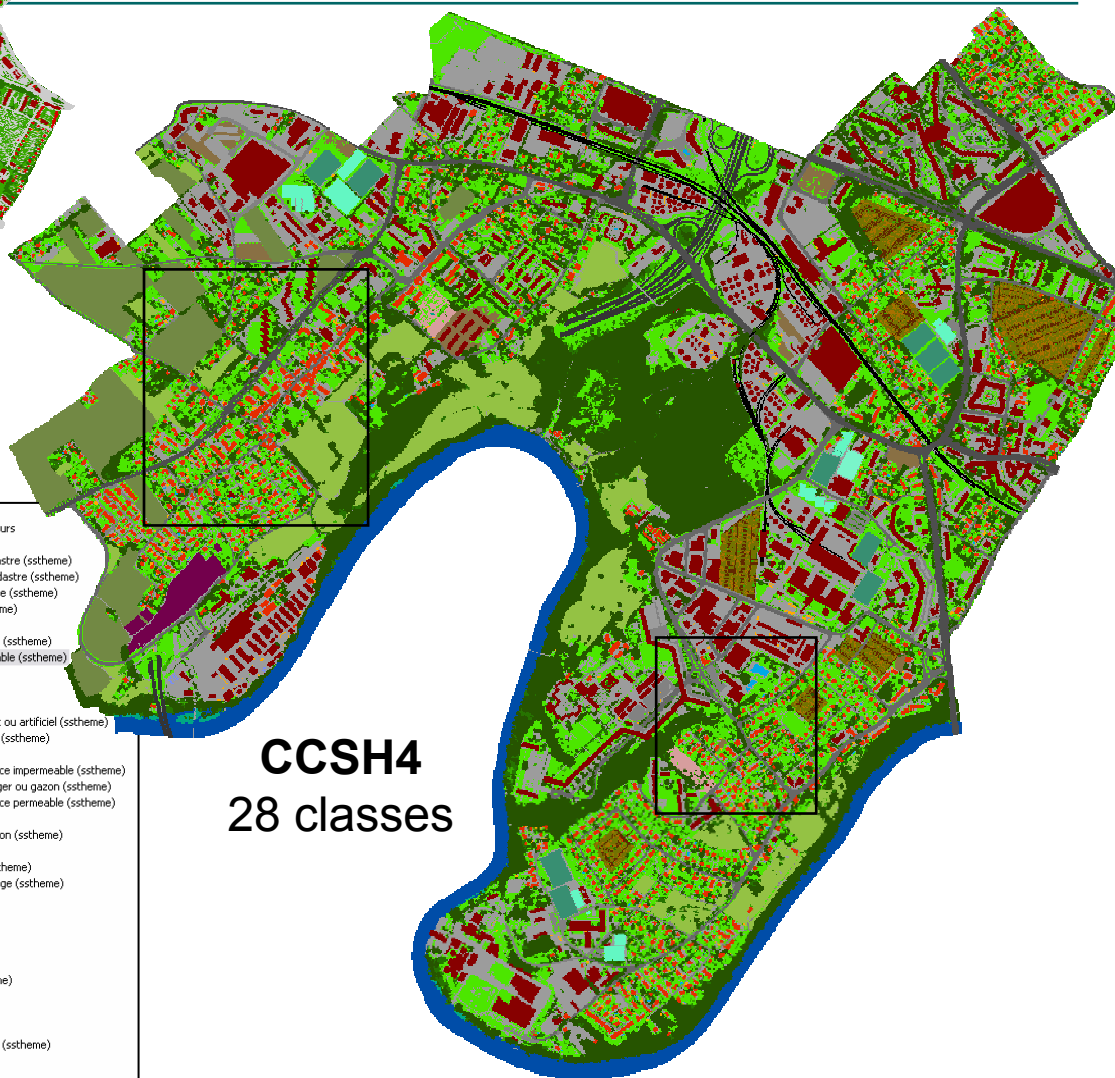 urs
astre (sstheme)
dastre (sstheme)
e (sstheme)
me)
(sstheme)
able (sstheme)
t ou artificiel (sstheme)
(sstheme)
ce impermeable (sstheme)
ger ou gazon (sstheme)
ce permeable (sstheme)
on (sstheme)
heme)
ge (sstheme)
ne)
(sstheme)
CCSH4
28 classes